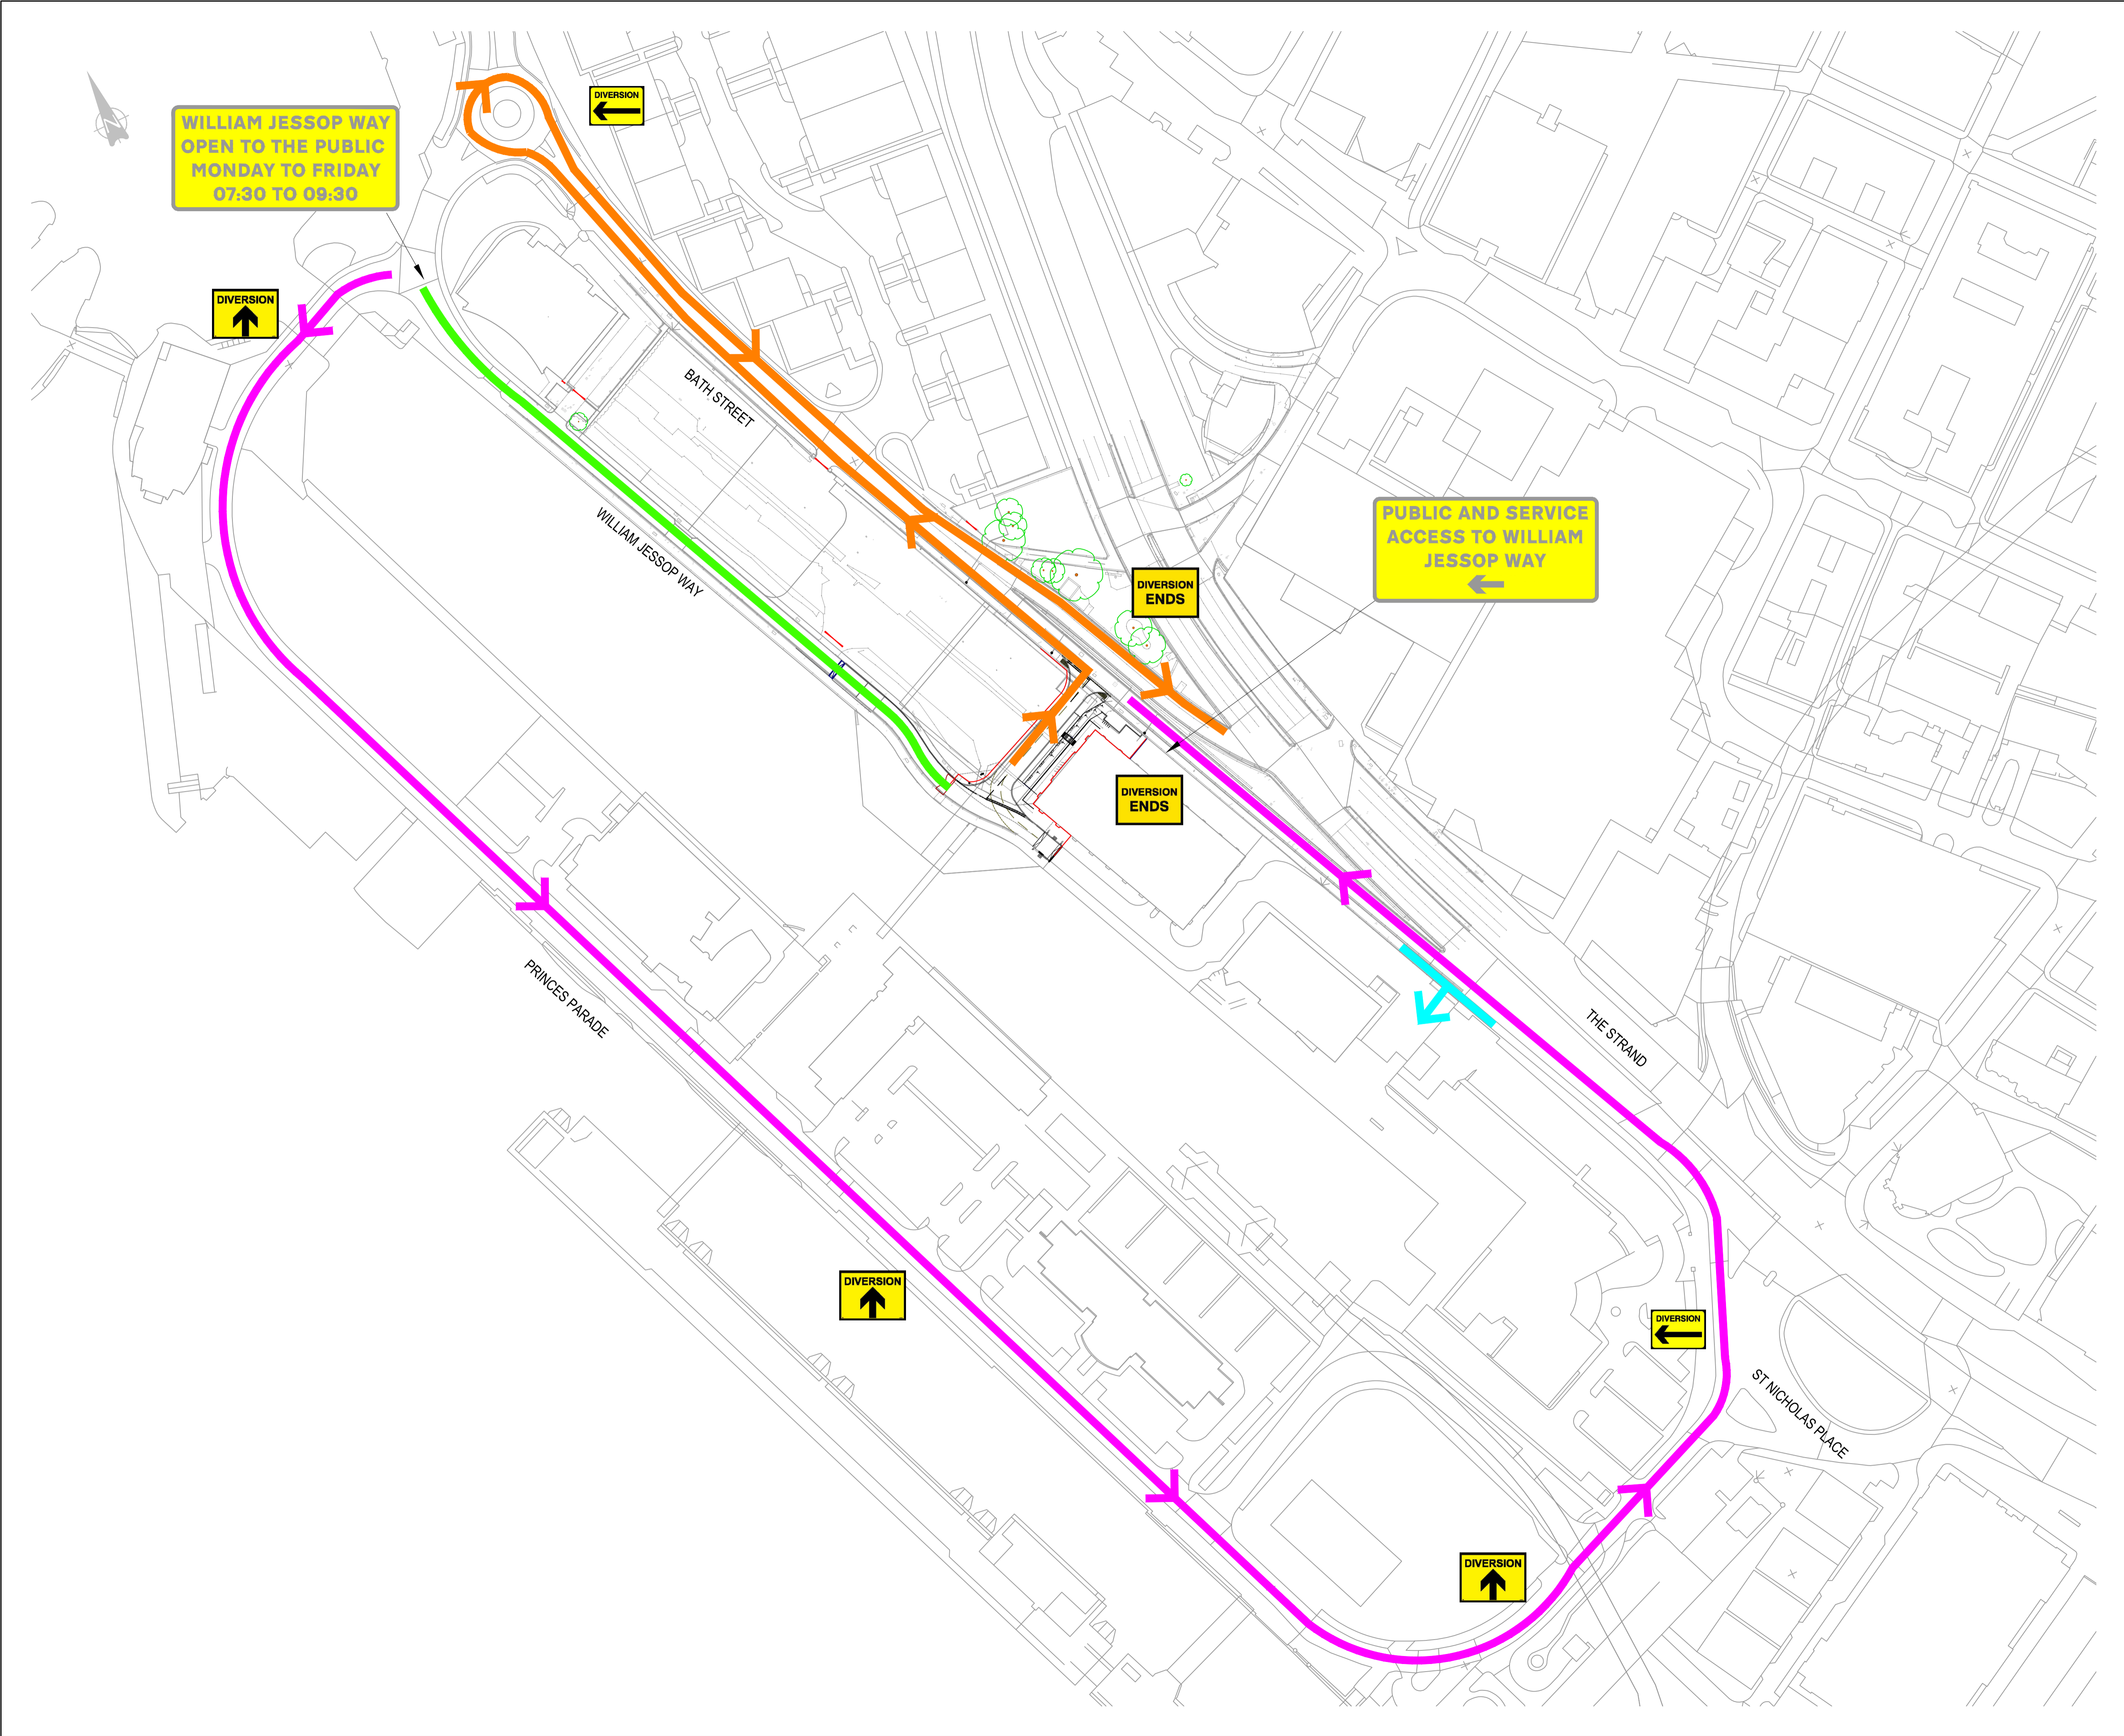 DIVERSION
WILLIAM JESSOP WAY
OPEN TO THE PUBLIC
MONDAY TO FRIDAY
07:30 TO 09:30
DIVERSION
BATH STREET
WILLIAM JESSOP WAY
PUBLIC AND SERVICE
ACCESS TO WILLIAM
JESSOP WAY
DIVERSION
ENDS
DIVERSION
ENDS
PRINCES PARADE
THE STRAND
DIVERSION
DIVERSION
ST NICHOLAS PLACE
DIVERSION